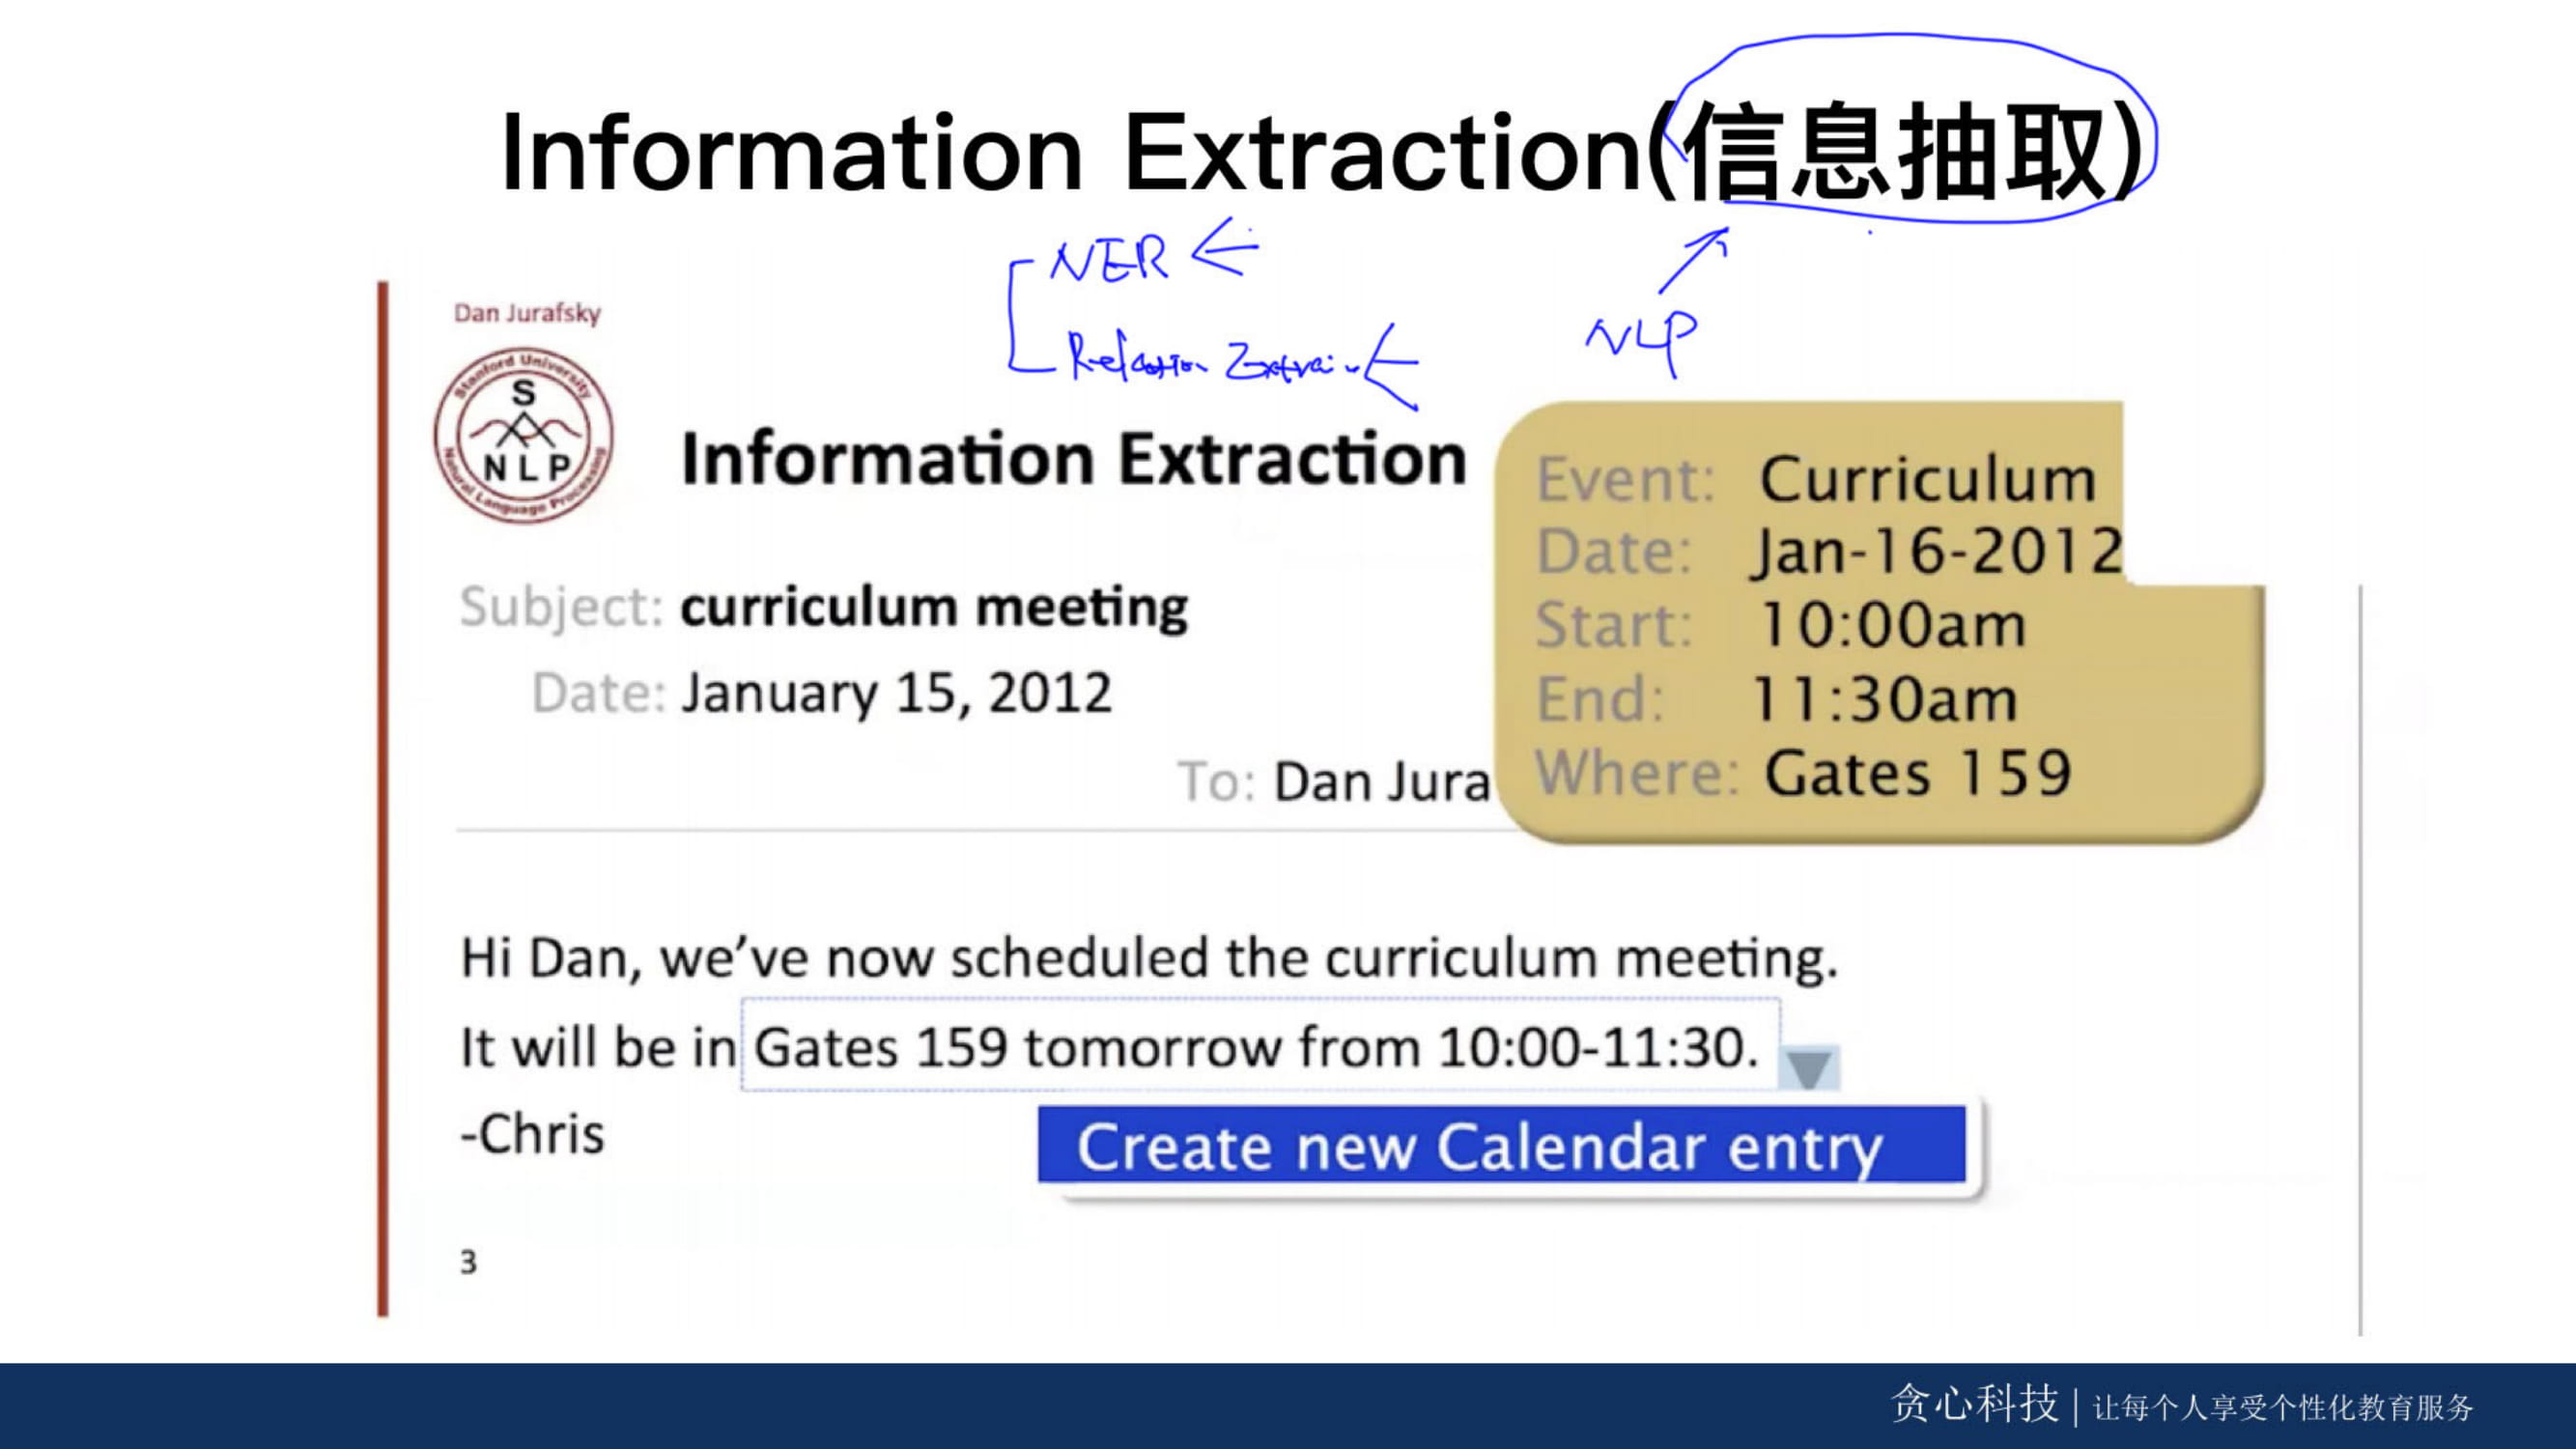 Information Extraction(信息抽取)
NER
Relation
NLP
Dan Jurafsky
Stanford University
S
NLP
Natural Language Processing
Information Extraction
Event: Curriculum
Date: Jan-16-2012
Start: 10:00am
End: 11:30am
Where: Gates 159
Subject: curriculum meeting
Date: January 15, 2012
To: Dan Jura
Hi Dan, we’ve now scheduled the curriculum meeting.
It will be in Gates 159 tomorrow from 10:00-11:30.
-Chris
Create new Calendar entry
3
贪心科技 | 让每个人享受个性化教育服务